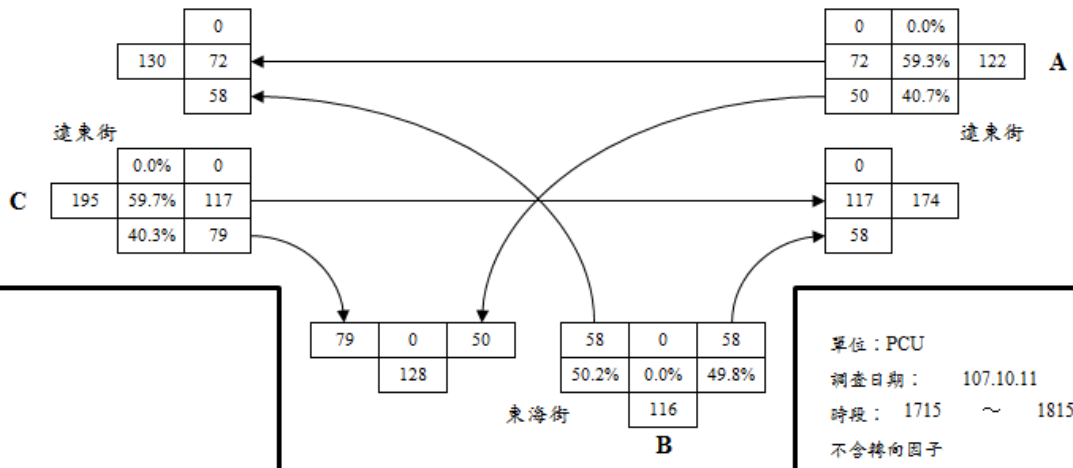 0
130 72
58
0 0.0%
72 59.3% 122
50 40.7%
A
遠東街
遠東街
0.0% 0
C 195 59.7% 117
40.3% 79
0
117 174
58
79 0 50
128
58 0 58
50.2% 0.0% 49.8%
116
東海街
B
單位:PCU
調查日期: 107.10.11
時段: 1715 ~ 1815
不含轉向因子